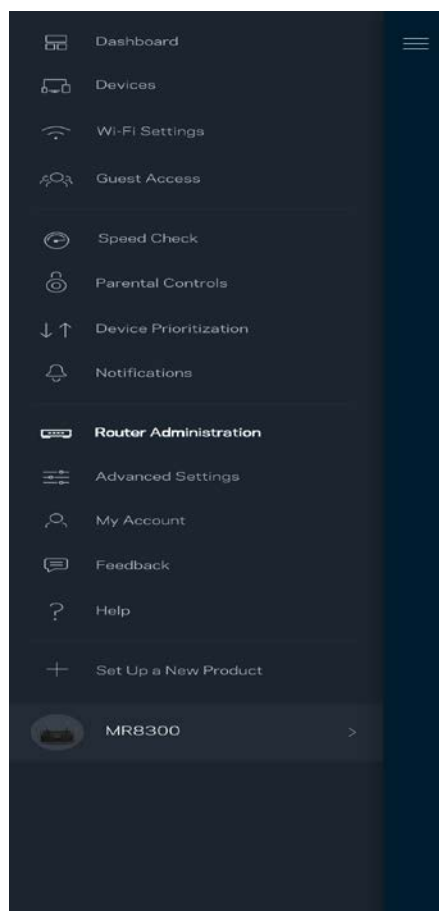 Dashboard
Devices
Wi-Fi Settings
Guest Access
Speed Check
Parental Controls
Device Prioritization
Notifications
Router Administration
Advanced Settings
My Account
Feedback
Help
Set Up a New Product
MR8300